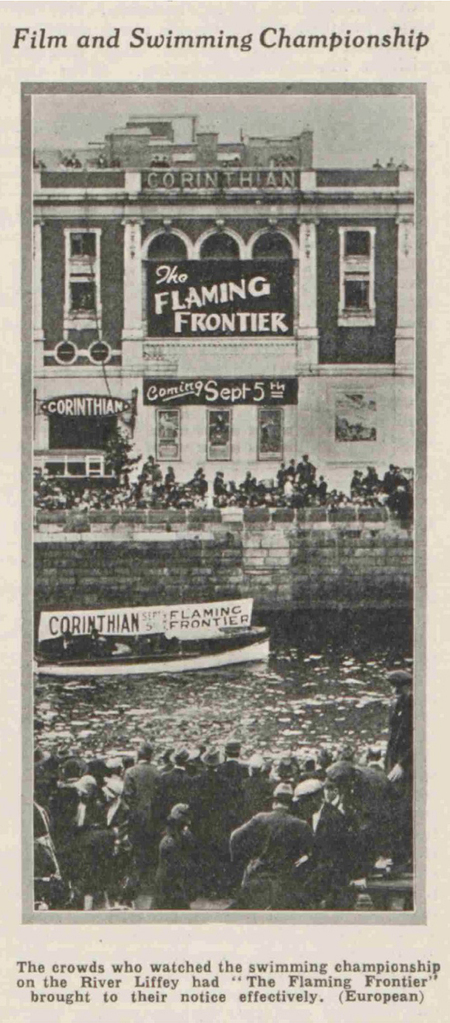 Film and Swimming Championship
CORINTHIAN
The
FLAMING
FRONTIER
Coming Sept 5th
CORINTHIAN
CORINTHIAN SEPT 5th FLAMING
FRONTIER
The crowds who watched the swimming championship
on the River Liffey had "The Flaming Frontier"
brought to their notice effectively. (European)